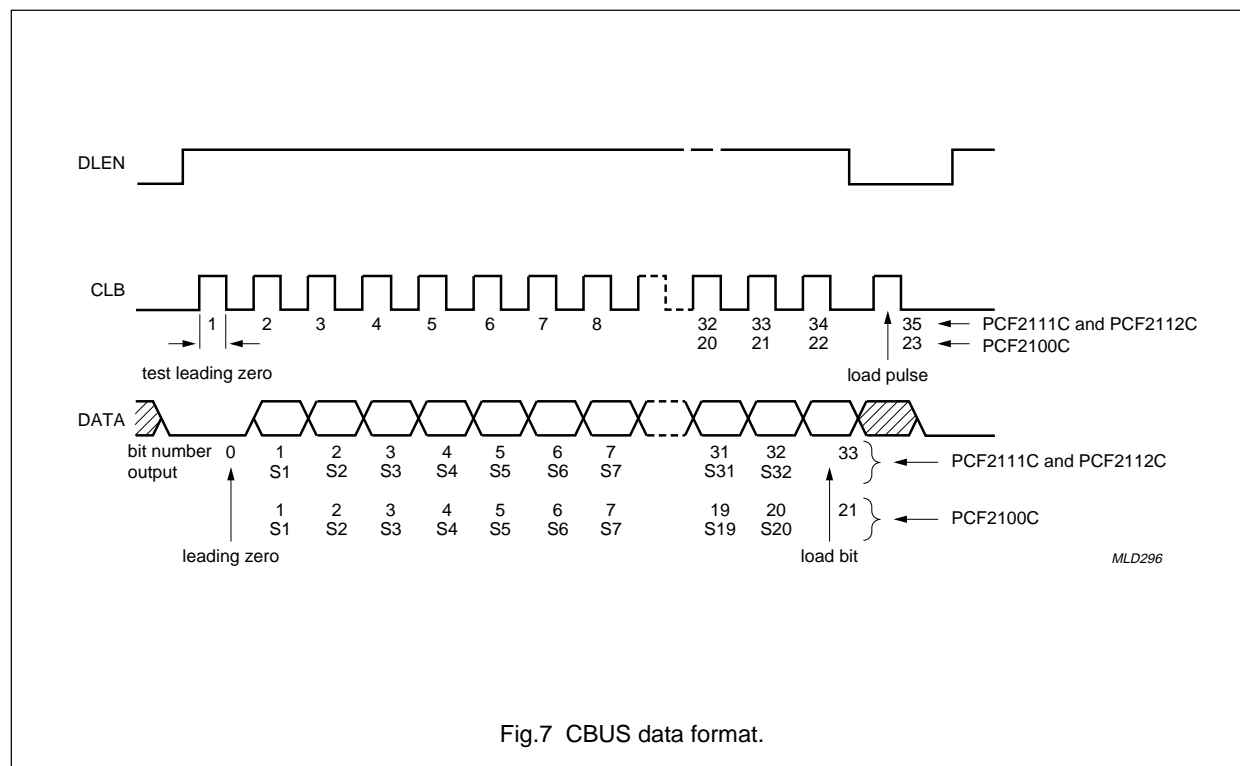 DLEN
CLB
1 2 3 4 5 6 7 8 32 33 34 35 PCF2111C and PCF2112C
20 21 22 23 PCF2100C
test leading zero
load pulse
DATA
bit number 0 1 2 3 4 5 6 7 31 32 33 PCF2111C and PCF2112C
output S1 S2 S3 S4 S5 S6 S7 S31 S32
1 2 3 4 5 6 7 19 20 21 PCF2100C
S1 S2 S3 S4 S5 S6 S7 S19 S20
leading zero load bit
MLD296
Fig.7 CBUS data format.